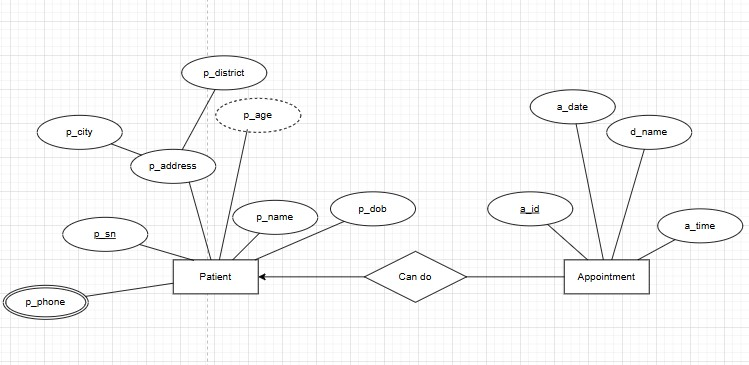 p_district
a_date
p_age
p_city
d_name
p_address
a_id
p_dob
p_name
a_time
p_sn
Patient
Can do
Appointment
p_phone